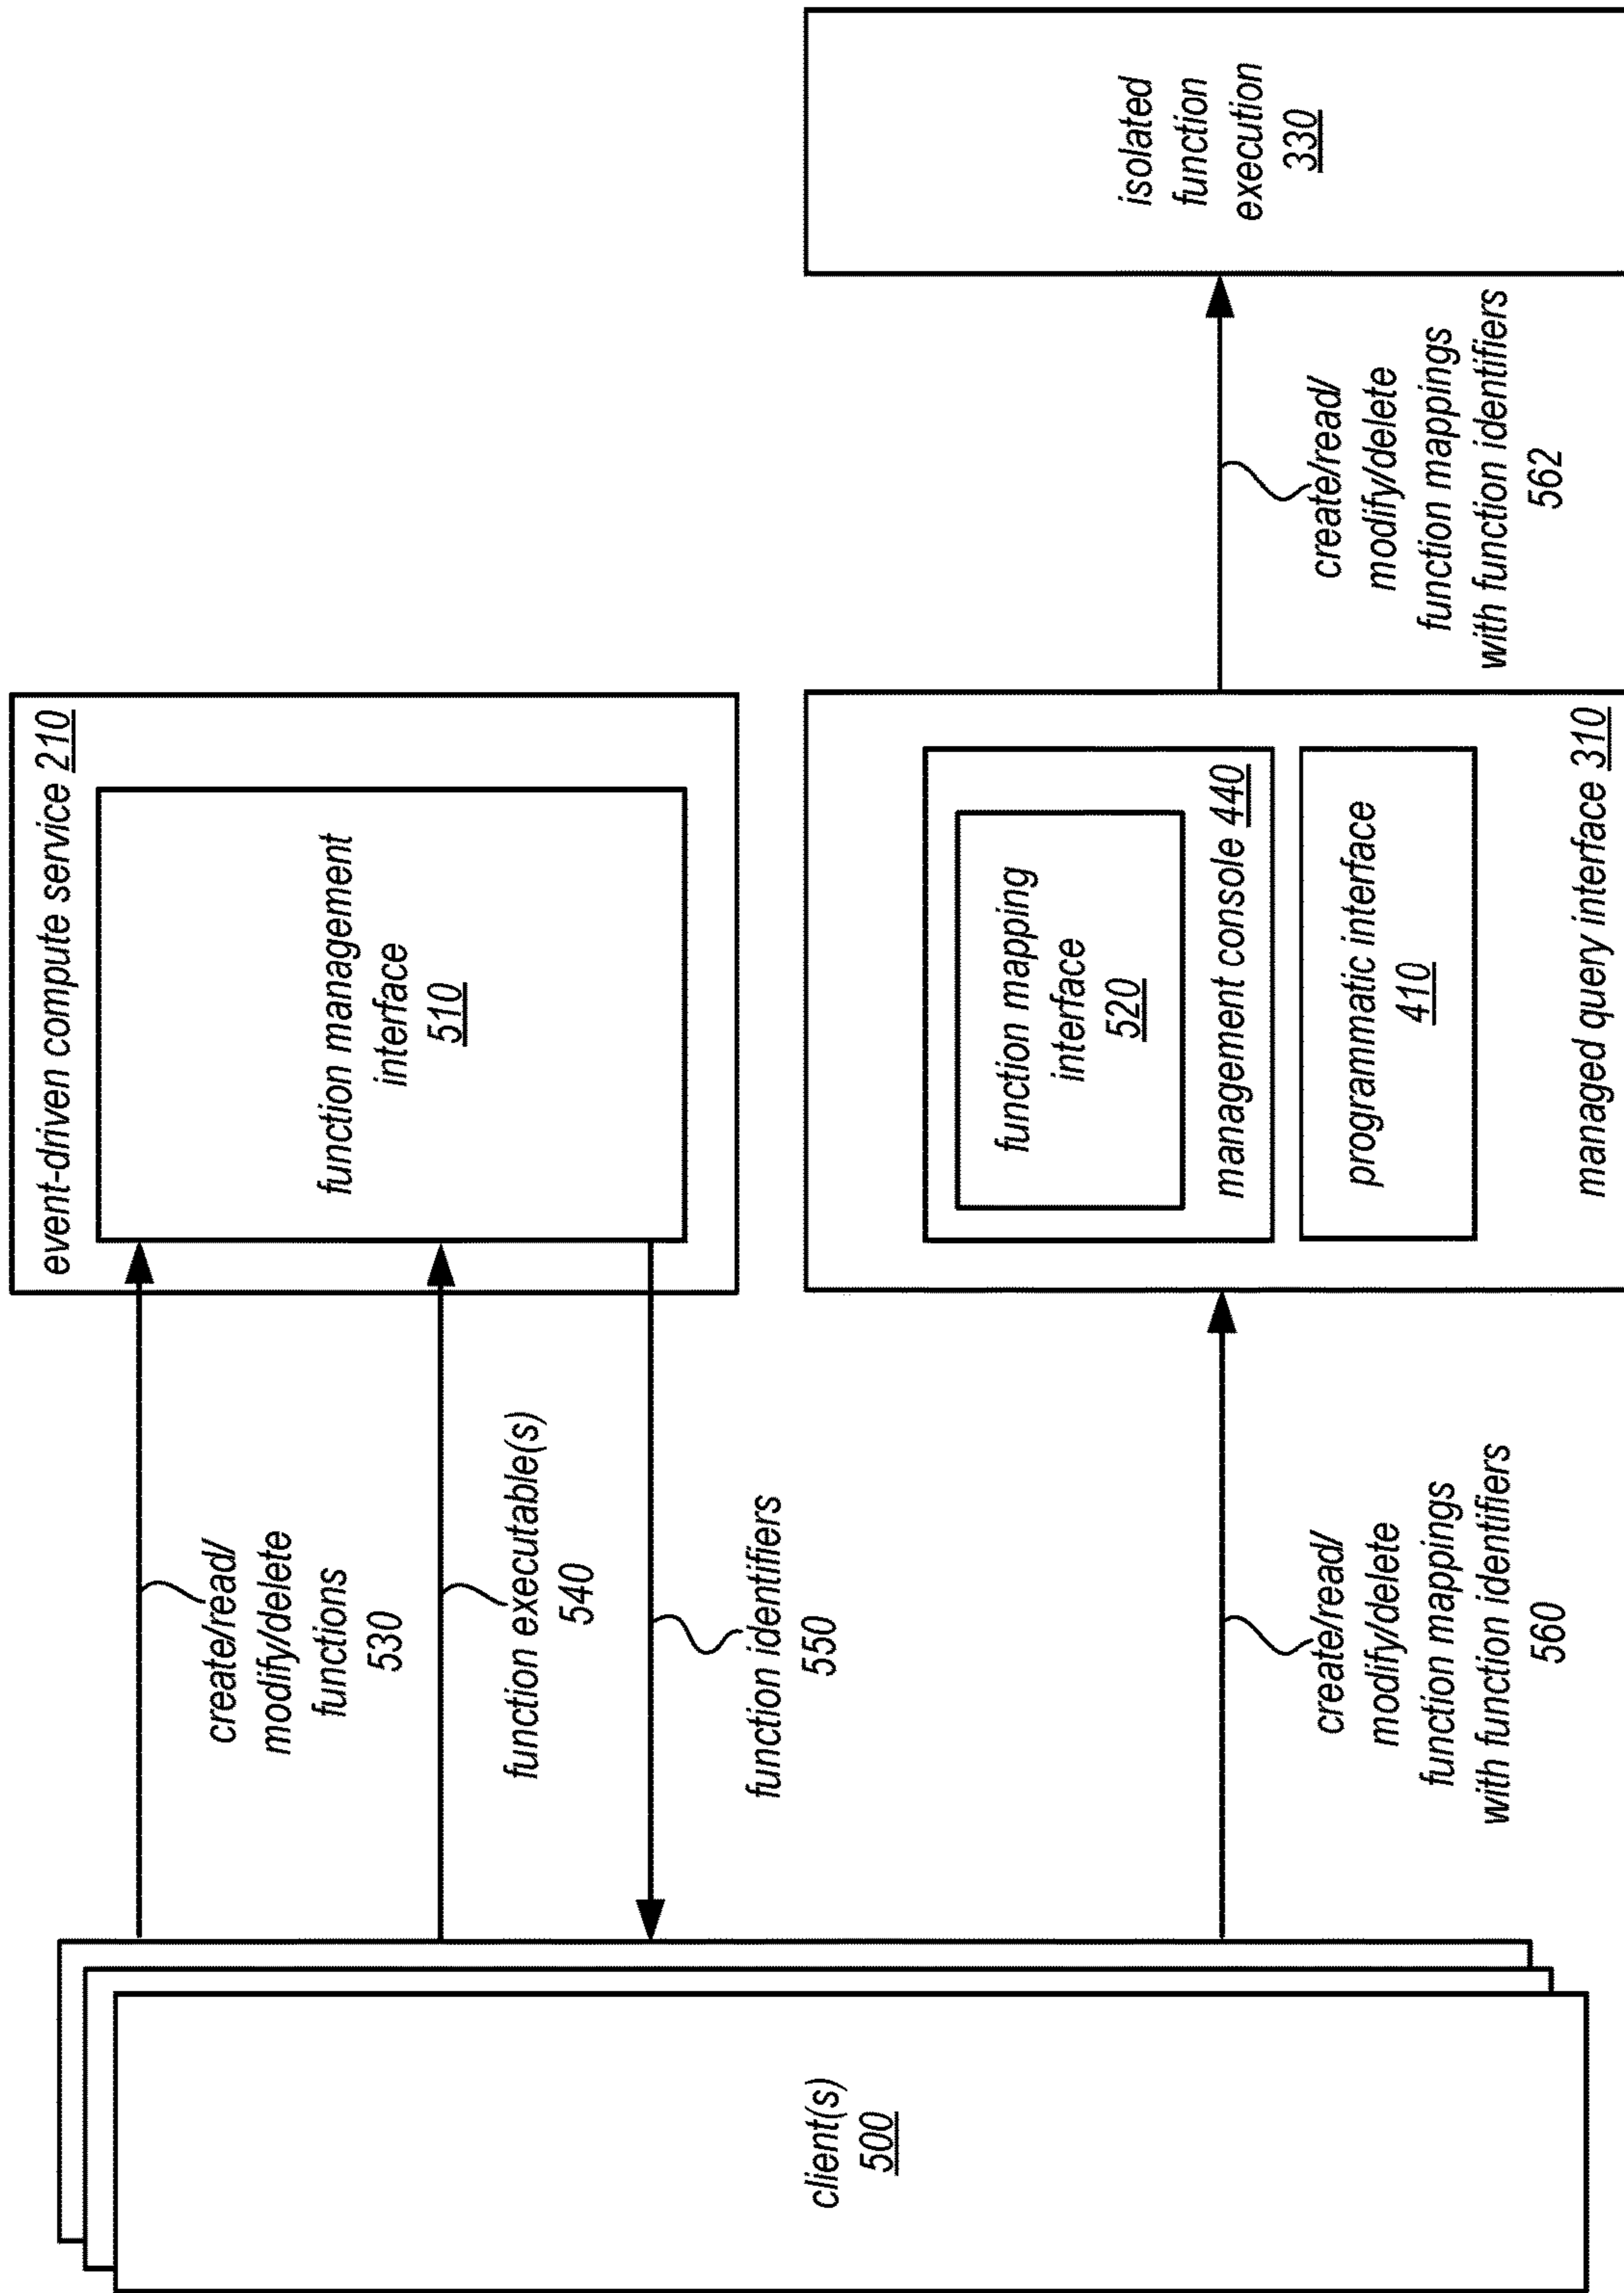 client(s)
500
create/read/
modify/delete
functions
530
function executable(s)
540
function identifiers
550
event-driven compute service 210
function management
interface
510
create/read/
modify/delete
function mappings
with function identifiers
560
function mapping
interface
520
management console 440
programmatic interface
410
managed query interface 310
create/read/
modify/delete
function mappings
with function identifiers
562
isolated
function
execution
330